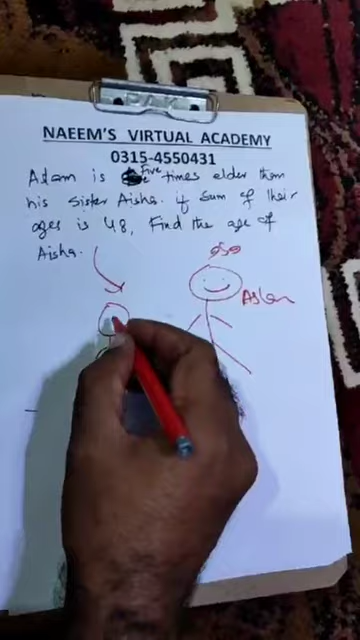 NAEEM'S VIRTUAL ACADEMY
0315-4550431
Adam is five times elder than
his sister Aisha. if sum of their
ages is 48, Find the age of
Aisha.